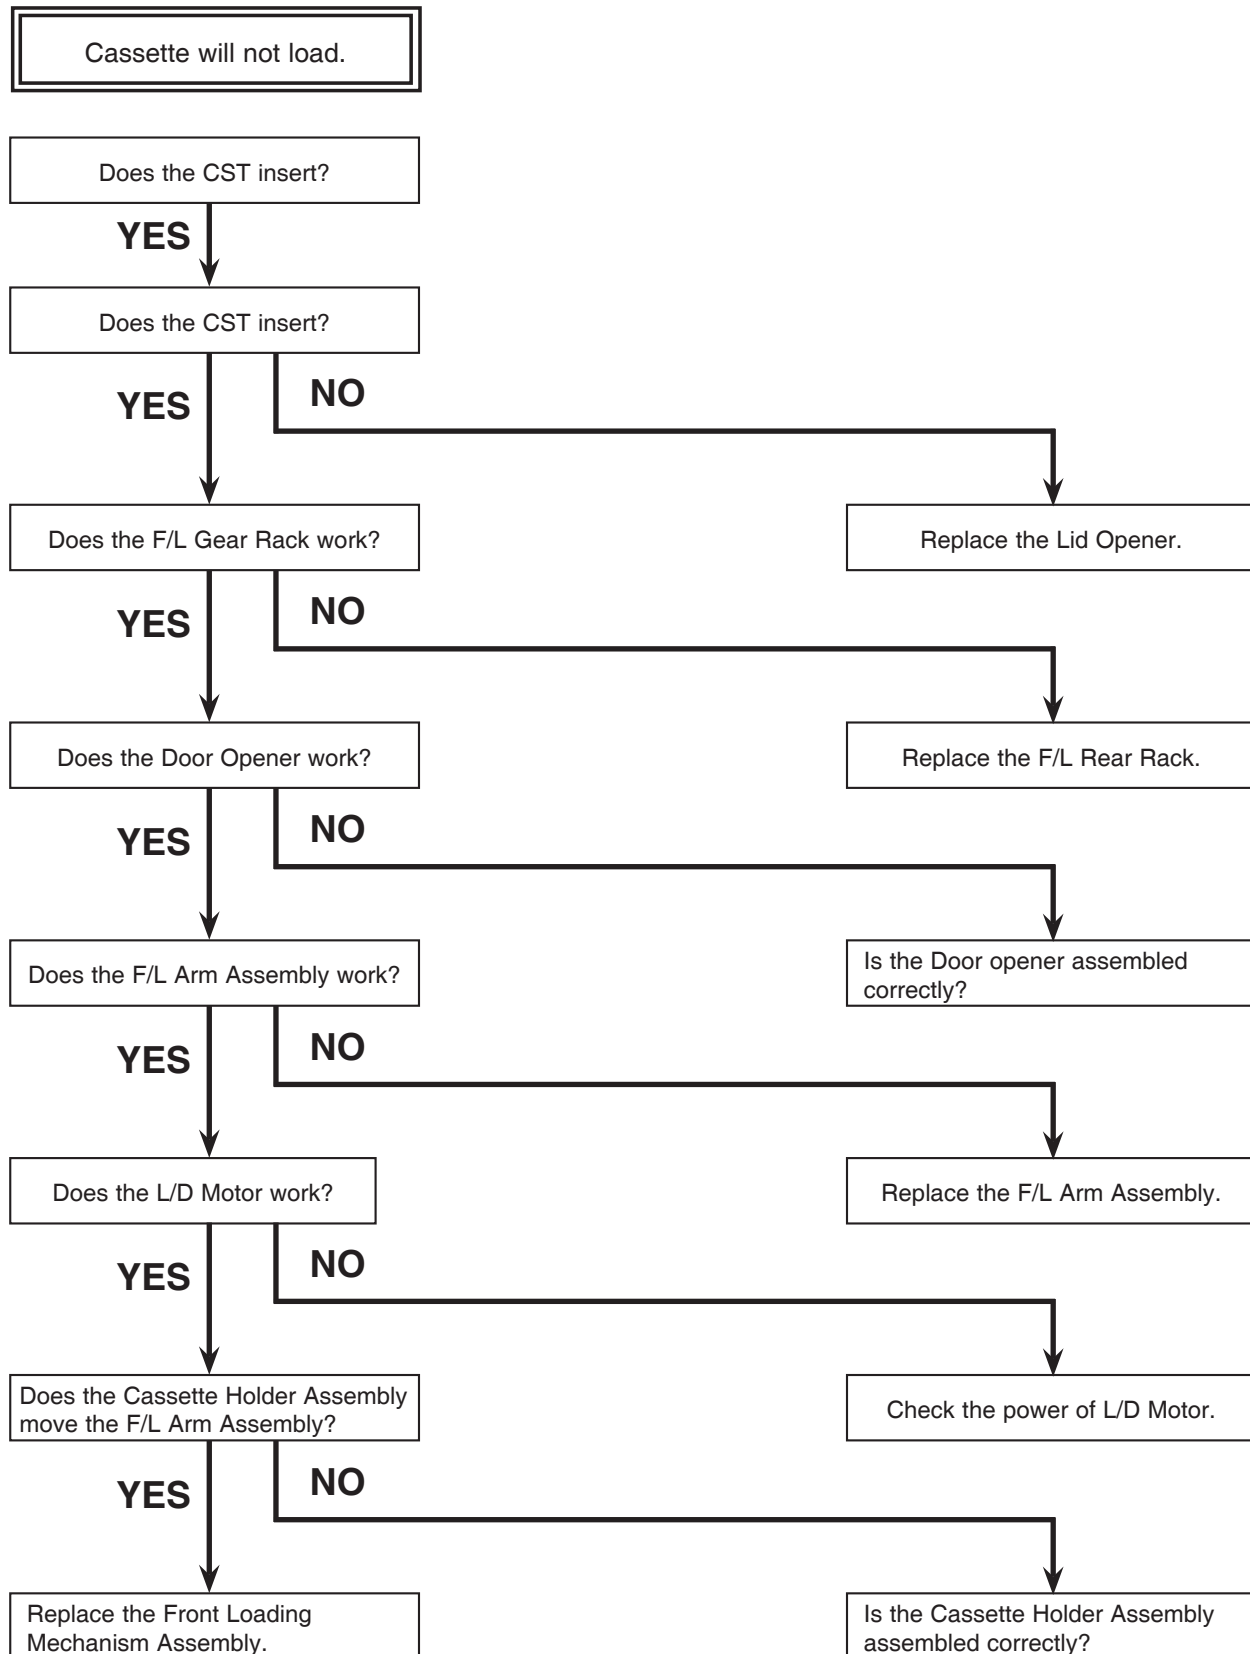 Cassette will not load.
Does the CST insert?
YES
Does the CST insert?
YES
NO
Does the F/L Gear Rack work?
Replace the Lid Opener.
YES
NO
Does the Door Opener work?
Replace the F/L Rear Rack.
YES
NO
Does the F/L Arm Assembly work?
Is the Door opener assembled
correctly?
YES
NO
Does the L/D Motor work?
Replace the F/L Arm Assembly.
YES
NO
Does the Cassette Holder Assembly
move the F/L Arm Assembly?
Check the power of L/D Motor.
YES
NO
Replace the Front Loading
Mechanism Assembly.
Is the Cassette Holder Assembly
assembled correctly?